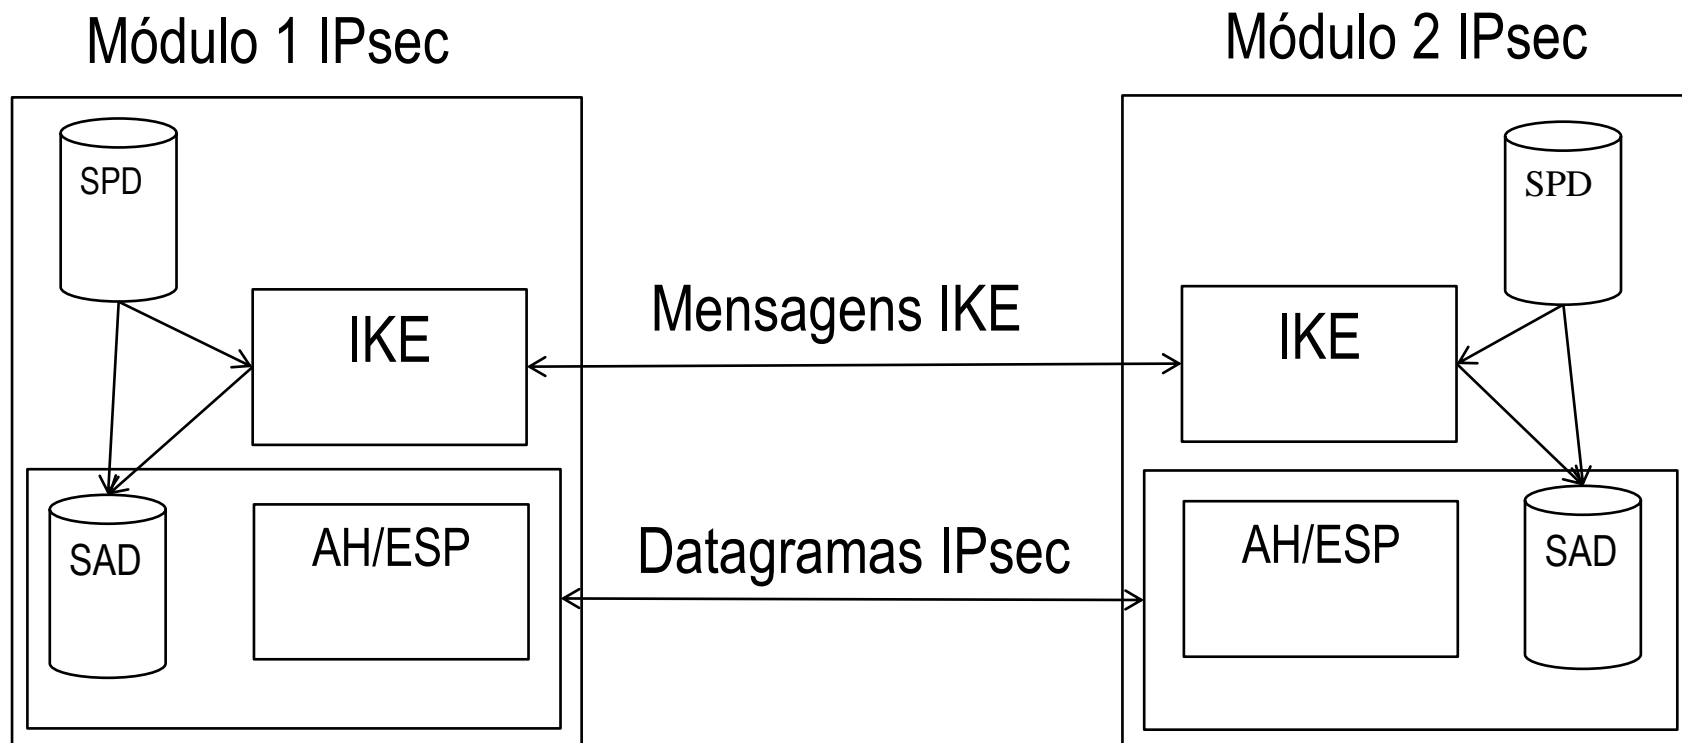 Módulo 1 IPsec
Módulo 2 IPsec
SPD
SPD
IKE
Mensagens IKE
IKE
SAD
AH/ESP
Datagramas IPsec
AH/ESP
SAD